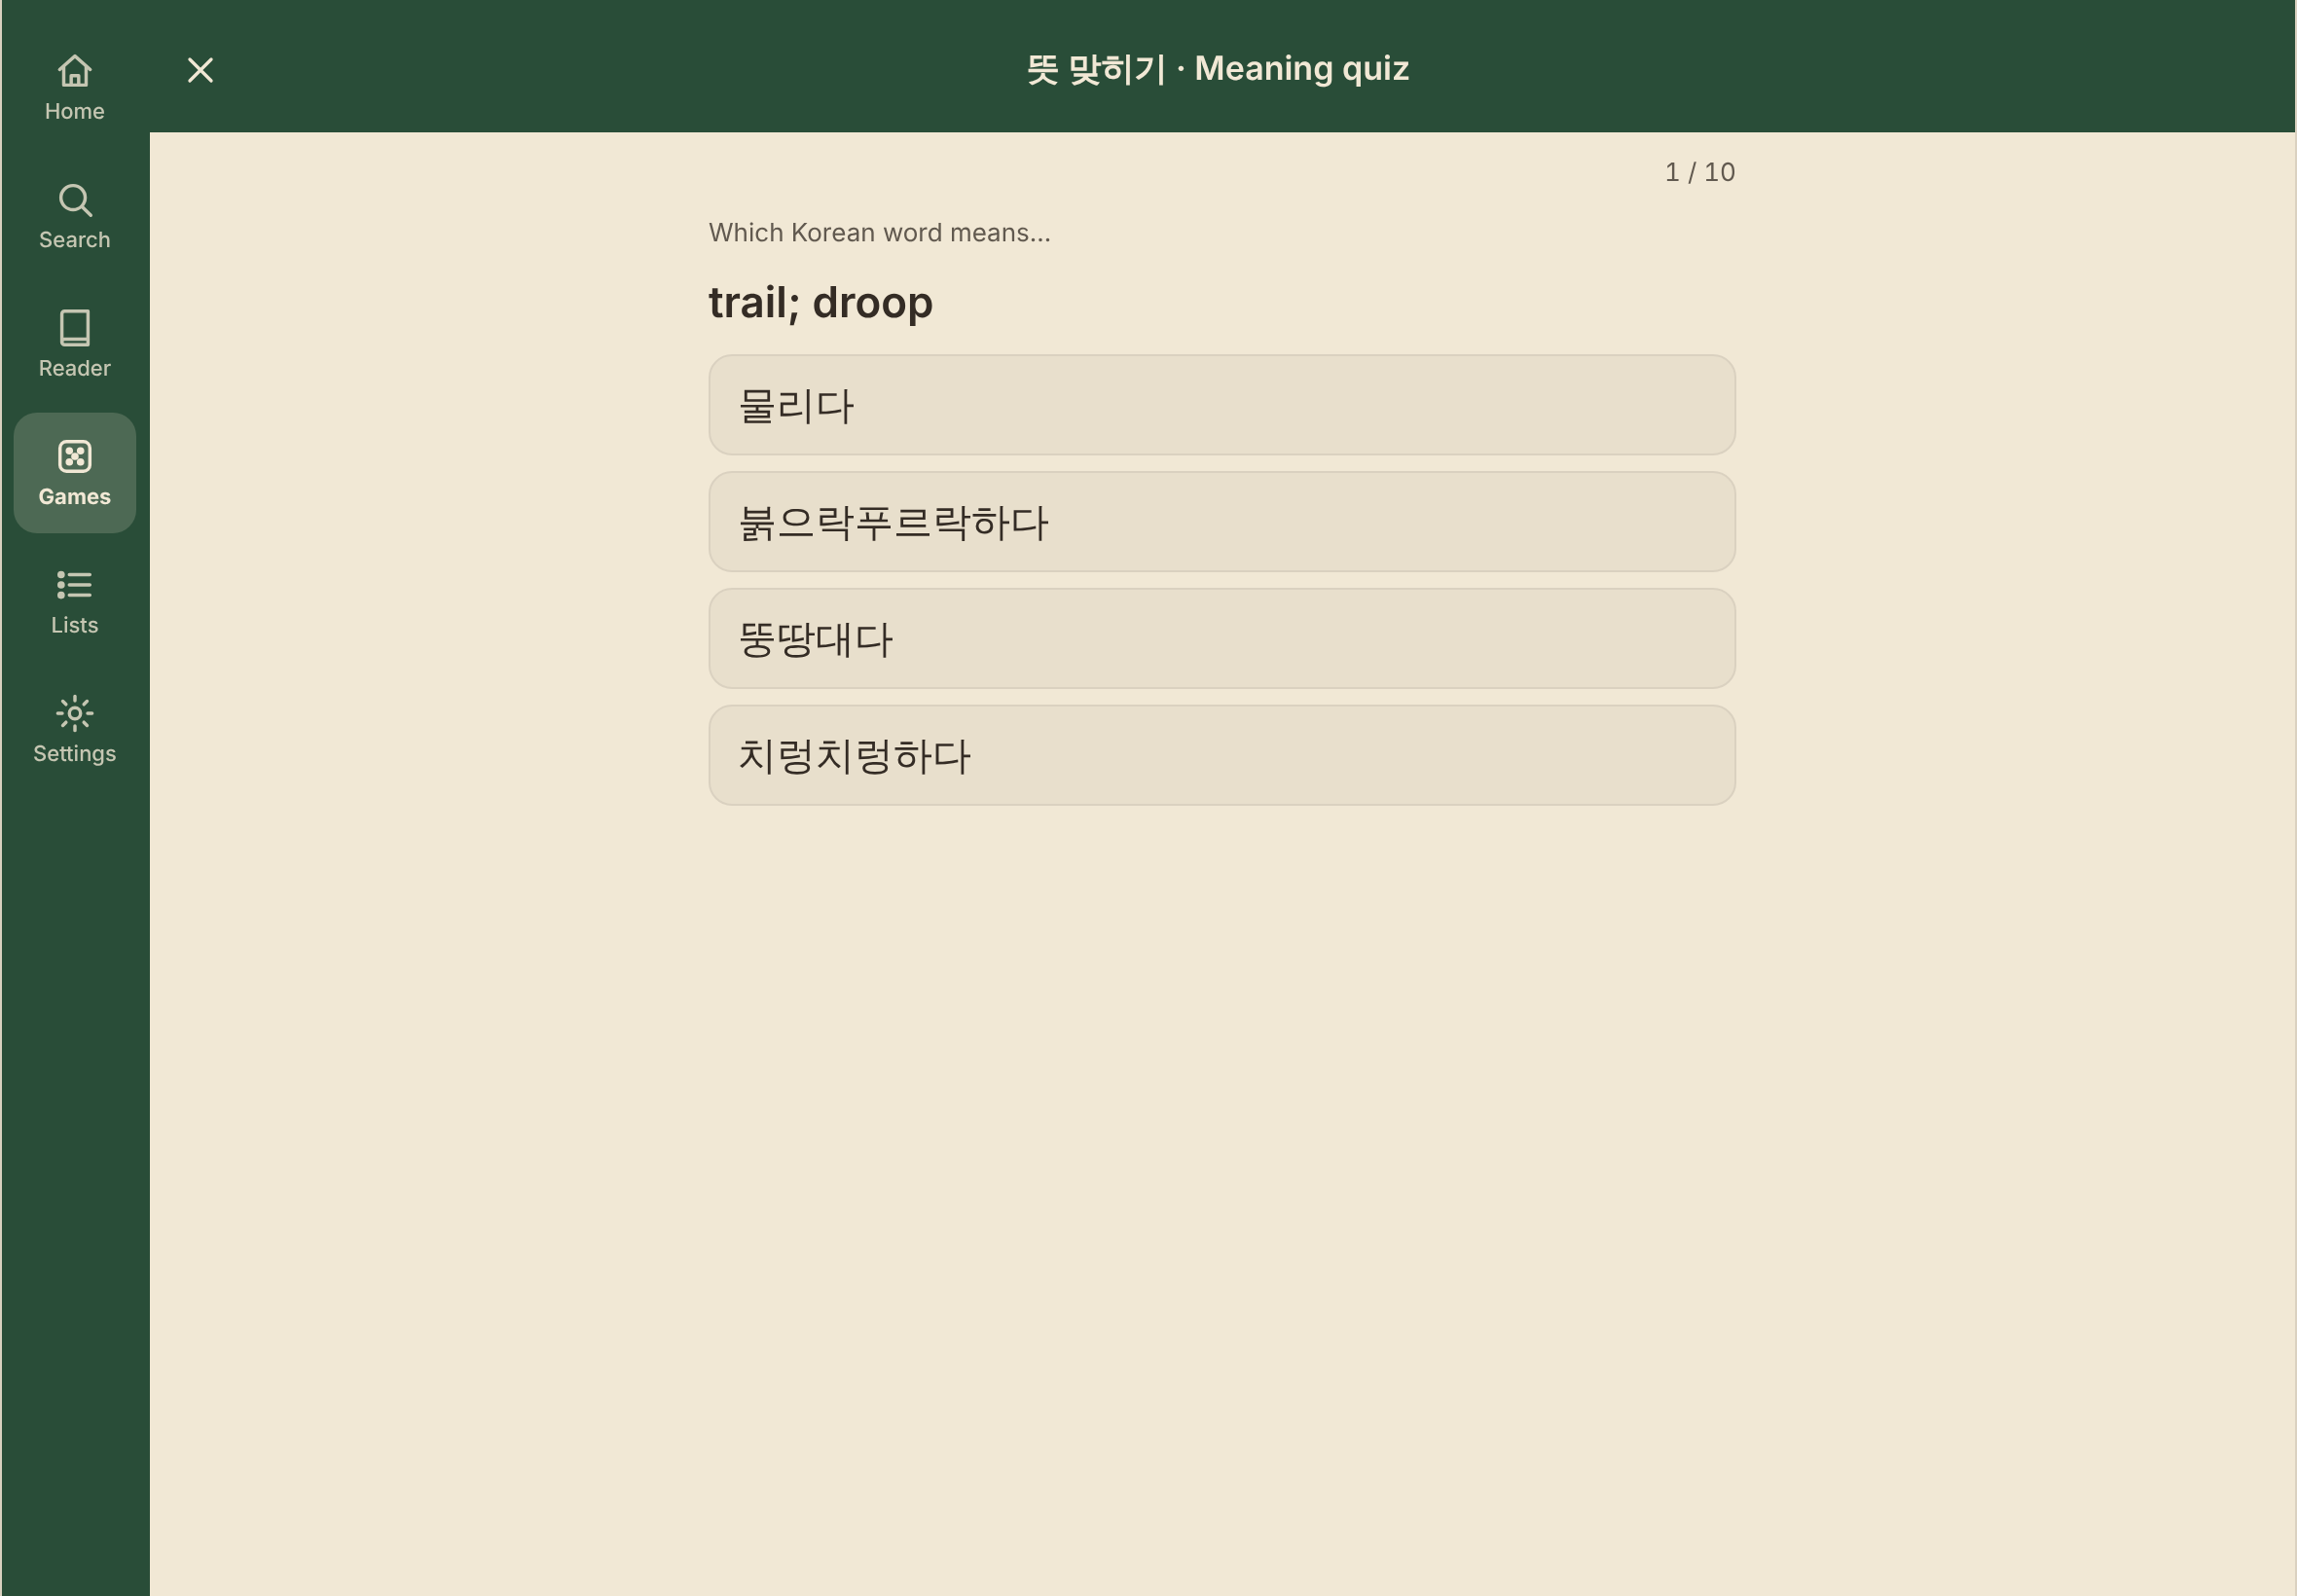 뜻 맞히기 · Meaning quiz
Home
Search
Reader
Games
Lists
Settings
1 / 10
Which Korean word means...
trail; droop
물리다
붉으락푸르락하다
뚱땅대다
치렁치렁하다